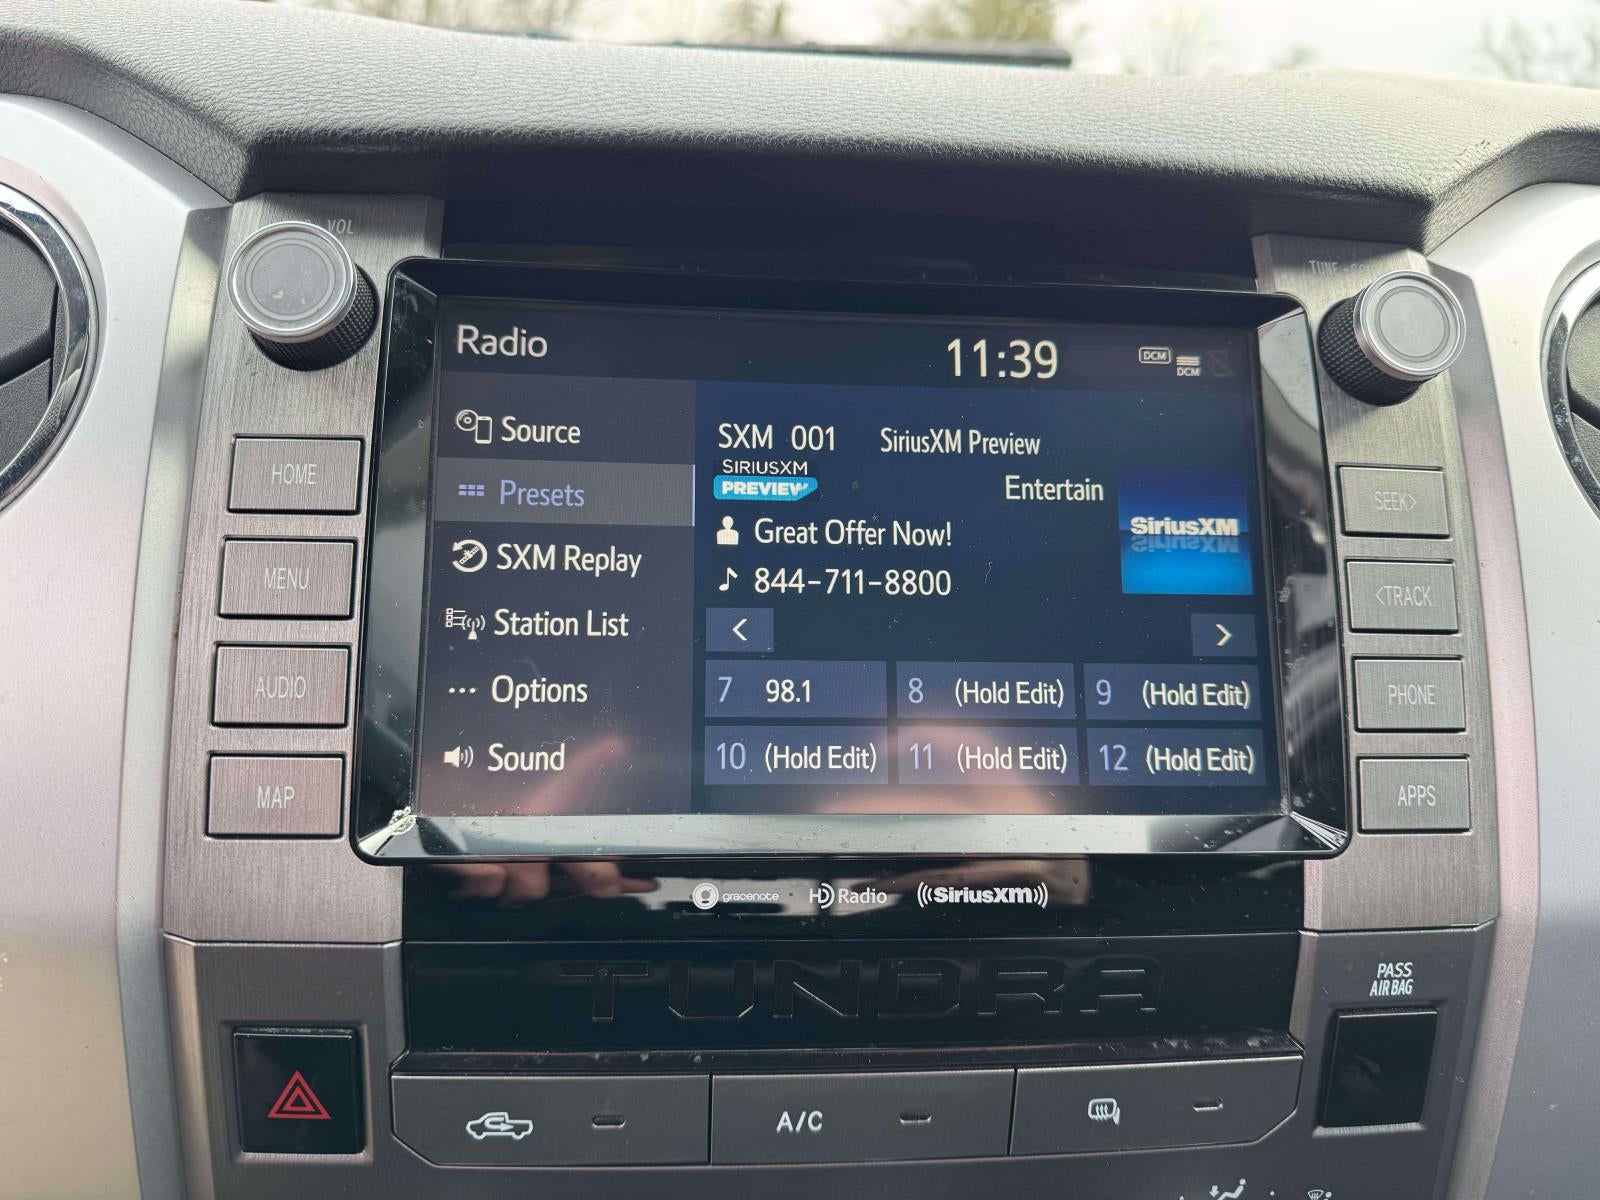 VOL
TUNE · SCROLL
Radio
11:39
DCM
DCM
Source
Presets
SXM Replay
Station List
Options
Sound
SXM 001 SiriusXM Preview
SIRIUSXM
PREVIEW
Entertain
Great Offer Now!
844-711-8800
SiriusXM
<
>
7 98.1
8 (Hold Edit)
9 (Hold Edit)
10 (Hold Edit)
11 (Hold Edit)
12 (Hold Edit)
HOME
MENU
AUDIO
MAP
SEEK>
<TRACK
PHONE
APPS
gracenote
HD Radio
((SiriusXM))
TUNDRA
PASS
AIR BAG
A/C